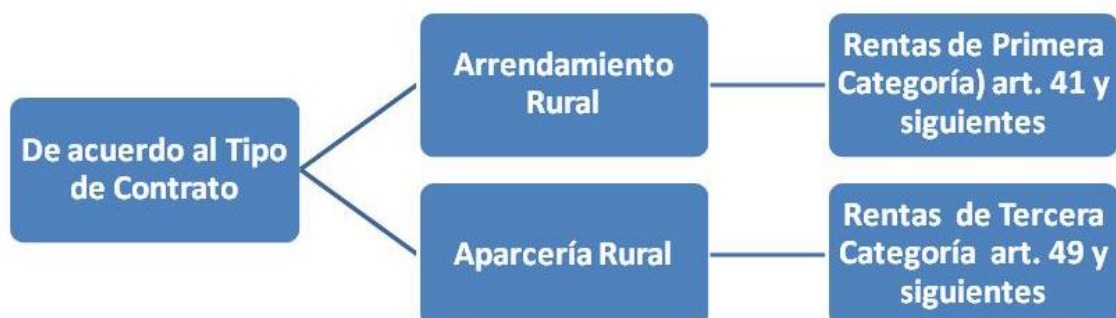 De acuerdo al Tipo
de Contrato
Arrendamiento
Rural
Rentas de Primera
Categoría) art. 41 y
siguientes
Aparcería Rural
Rentas de Tercera
Categoría art. 49 y
siguientes